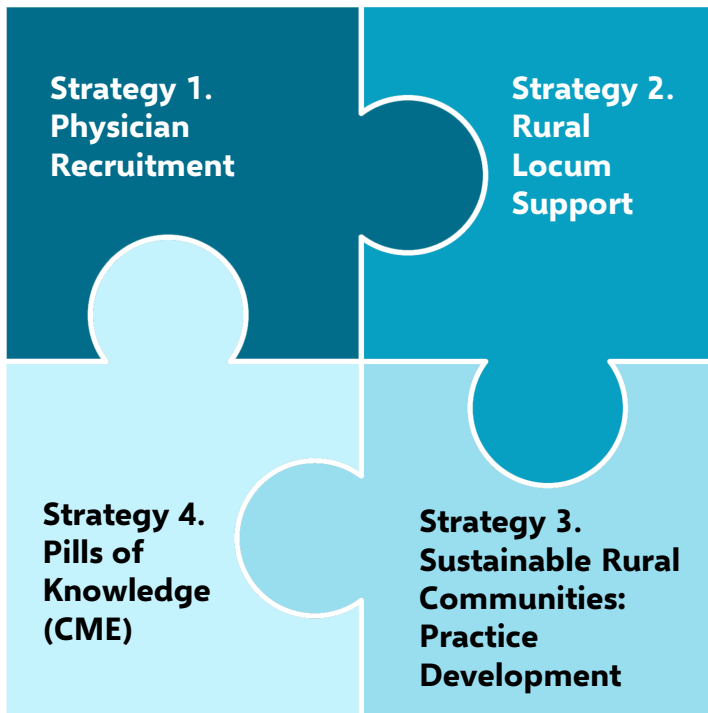 Strategy 1.
Physician
Recruitment
Strategy 2.
Rural
Locum
Support
Strategy 4.
Pills of
Knowledge
(CME)
Strategy 3.
Sustainable Rural
Communities:
Practice
Development